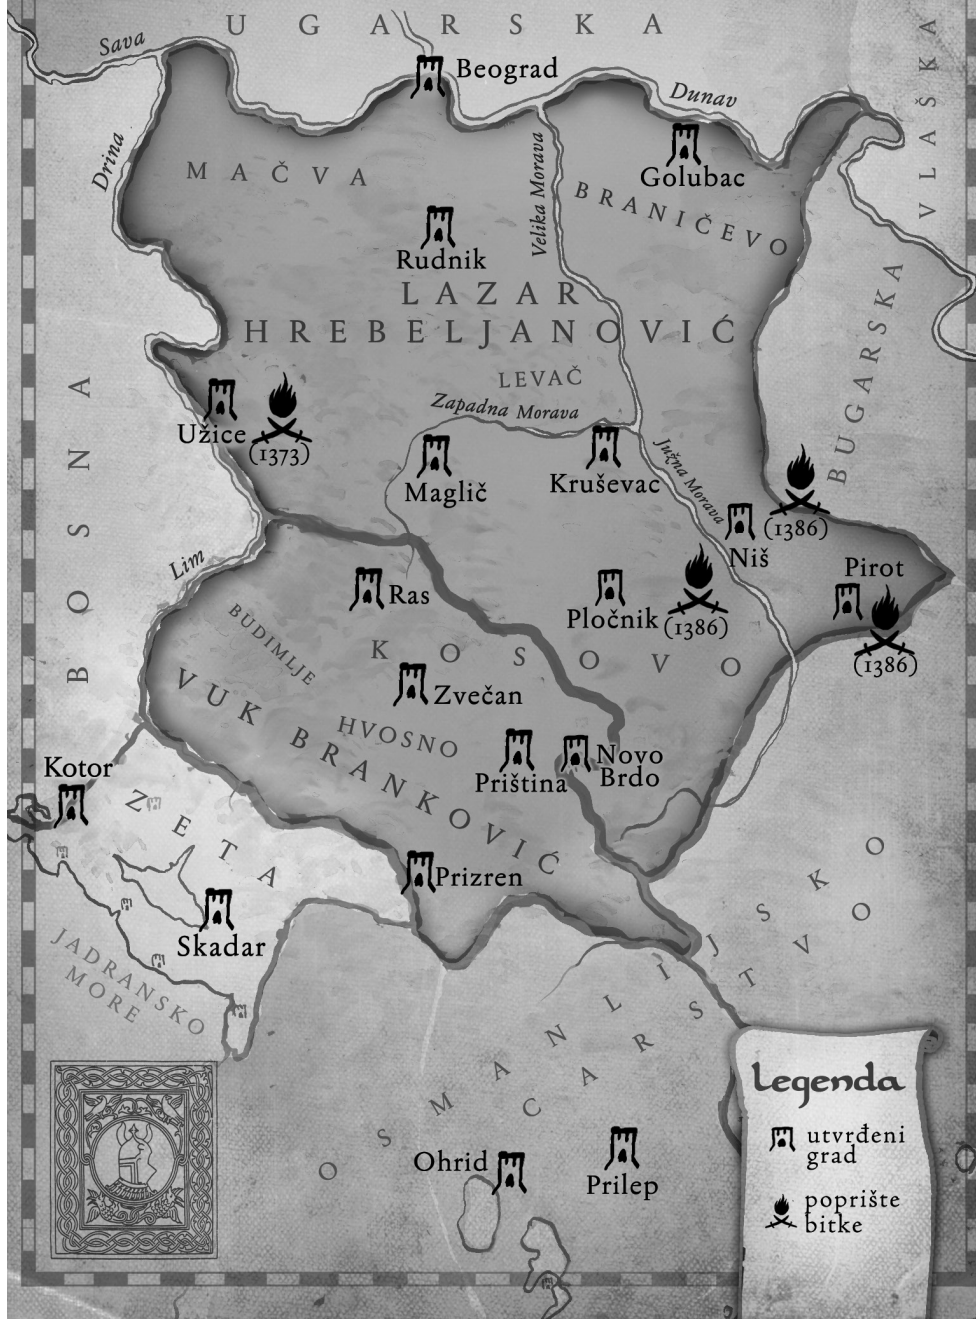 UGARSKA
Sava
Beograd
Dunav
VLAŠKA
Drina
MAČVA
Velika Morava
Golubac
BRANIČEVO
Rudnik
LAZAR
HREBELJANOVIĆ
BUGARSKA
LEVAČ
Zapadna Morava
Užice
(1373)
BOSNA
Maglič
Kruševac
Južna Morava
(1386)
Niš
Lim
Pirot
Ras
Pločnik
(1386)
(1386)
BUDIMLJE
KOSOVO
Zvečan
VUK BRANKOVIĆ
HVOSNO
Priština
Novo
Brdo
Kotor
ZETA
Prizren
Skadar
JADRANSKO
MORE
OSMANLIJSKO
CARSTVO
Legenda
utvrđeni
grad
poprište
bitke
Ohrid
Prilep